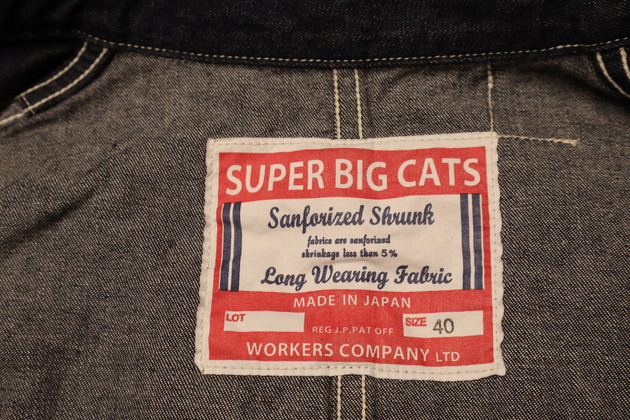 SUPER BIG CATS
Sanforized Shrunk
fabrics are sanforized
shrinkage less than 5%
Long Wearing Fabric
MADE IN JAPAN
LOT
REG J.P.PAT OFF
SIZE 40
WORKERS COMPANY LTD